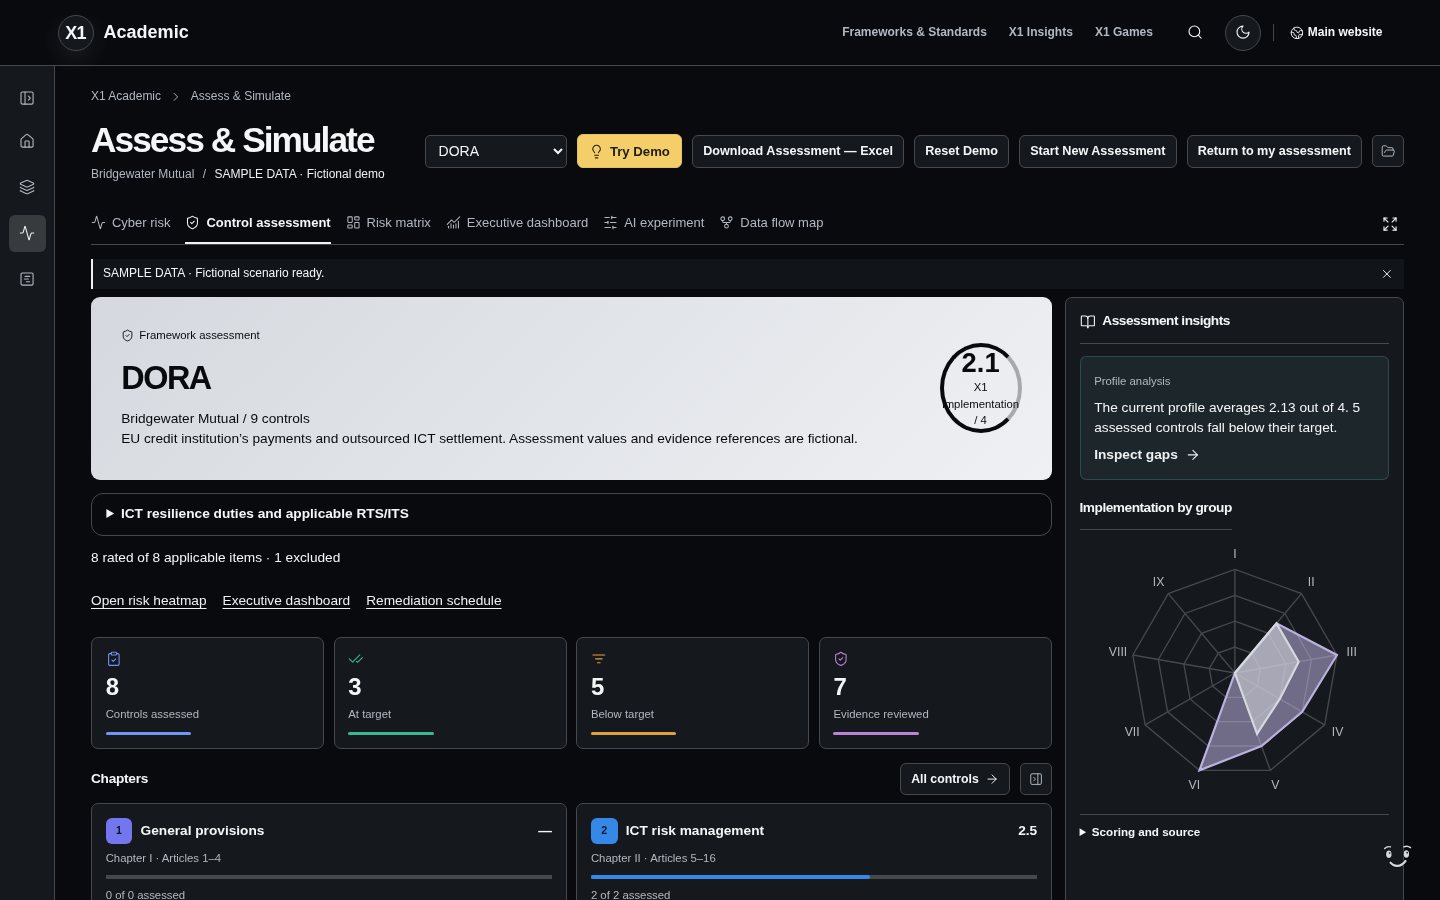 X1 Academic
Frameworks & Standards X1 Insights X1 Games Main website
X1 Academic Assess & Simulate
Assess & Simulate
Bridgewater Mutual / SAMPLE DATA · Fictional demo
DORA Try Demo Download Assessment — Excel Reset Demo Start New Assessment Return to my assessment
Cyber risk Control assessment Risk matrix Executive dashboard AI experiment Data flow map
SAMPLE DATA · Fictional scenario ready.
Framework assessment
DORA
Bridgewater Mutual / 9 controls
EU credit institution's payments and outsourced ICT settlement. Assessment values and evidence references are fictional.
2.1
X1
Implementation
/ 4
ICT resilience duties and applicable RTS/ITS
8 rated of 8 applicable items · 1 excluded
Open risk heatmap Executive dashboard Remediation schedule
8
Controls assessed
3
At target
5
Below target
7
Evidence reviewed
Chapters
All controls
1 General provisions —
Chapter I · Articles 1–4
0 of 0 assessed
2 ICT risk management 2.5
Chapter II · Articles 5–16
2 of 2 assessed
Assessment insights
Profile analysis
The current profile averages 2.13 out of 4. 5
assessed controls fall below their target.
Inspect gaps
Implementation by group
I
II
III
IV
V
VI
VII
VIII
IX
Scoring and source